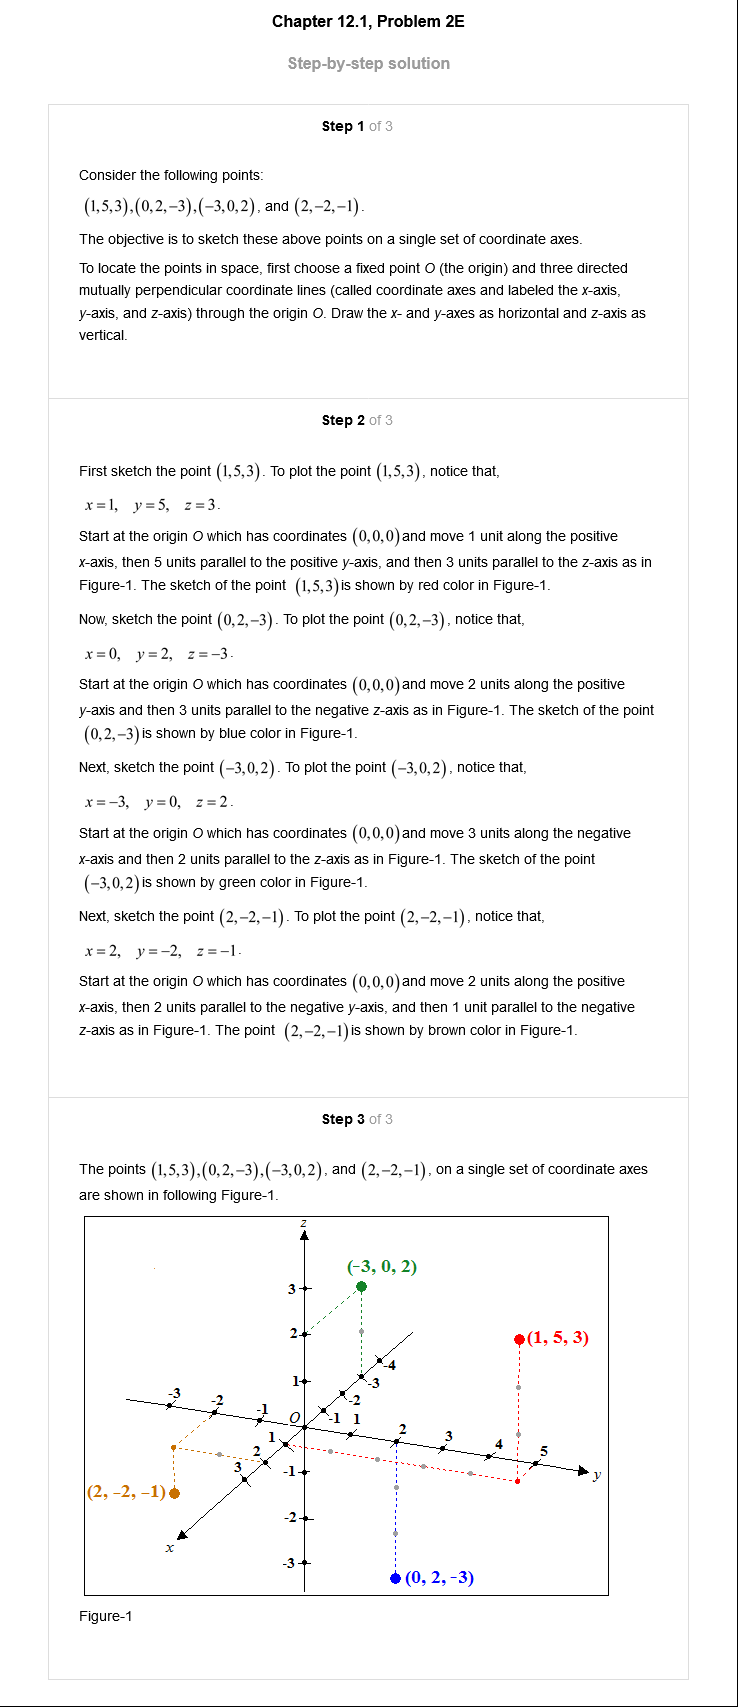 Chapter 12.1, Problem 2E
Step-by-step solution
Step 1 of 3
Consider the following points:
(1,5,3),(0,2,−3),(−3,0,2), and (2,−2,−1).
The objective is to sketch these above points on a single set of coordinate axes.
To locate the points in space, first choose a fixed point O (the origin) and three directed
mutually perpendicular coordinate lines (called coordinate axes and labeled the x-axis,
y-axis, and z-axis) through the origin O. Draw the x- and y-axes as horizontal and z-axis as
vertical.
Step 2 of 3
First sketch the point (1,5,3). To plot the point (1,5,3), notice that,
x=1, y=5, z=3.
Start at the origin O which has coordinates (0,0,0) and move 1 unit along the positive
x-axis, then 5 units parallel to the positive y-axis, and then 3 units parallel to the z-axis as in
Figure-1. The sketch of the point (1,5,3) is shown by red color in Figure-1.
Now, sketch the point (0,2,−3). To plot the point (0,2,−3), notice that,
x=0, y=2, z=−3.
Start at the origin O which has coordinates (0,0,0) and move 2 units along the positive
y-axis and then 3 units parallel to the negative z-axis as in Figure-1. The sketch of the point
(0,2,−3) is shown by blue color in Figure-1.
Next, sketch the point (−3,0,2). To plot the point (−3,0,2), notice that,
x=−3, y=0, z=2.
Start at the origin O which has coordinates (0,0,0) and move 3 units along the negative
x-axis and then 2 units parallel to the z-axis as in Figure-1. The sketch of the point
(−3,0,2) is shown by green color in Figure-1.
Next, sketch the point (2,−2,−1). To plot the point (2,−2,−1), notice that,
x=2, y=−2, z=−1.
Start at the origin O which has coordinates (0,0,0) and move 2 units along the positive
x-axis, then 2 units parallel to the negative y-axis, and then 1 unit parallel to the negative
z-axis as in Figure-1. The point (2,−2,−1) is shown by brown color in Figure-1.
Step 3 of 3
The points (1,5,3),(0,2,−3),(−3,0,2), and (2,−2,−1), on a single set of coordinate axes
are shown in following Figure-1.
z
(-3, 0, 2)
3
2
(1, 5, 3)
-4
1
-3
-3
-2
-2
-1
O
-1
1
1
2
3
4
5
2
3
-1
y
(2, -2, -1)
-2
x
-3
(0, 2, -3)
Figure-1